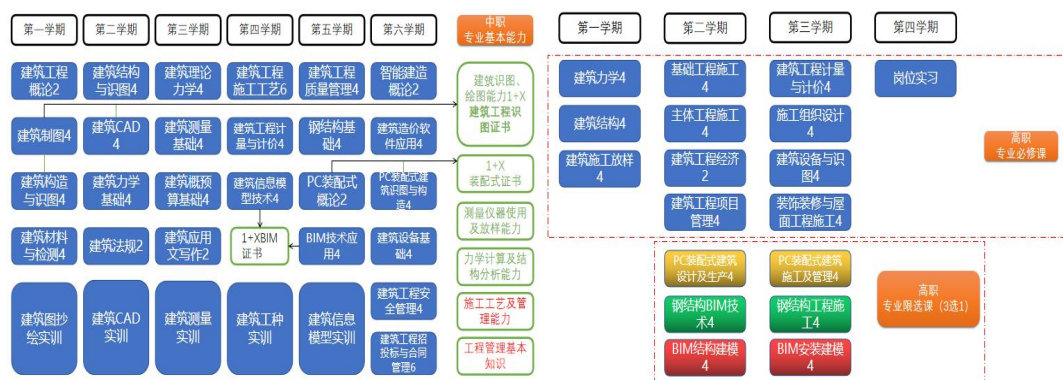 第一学期
第二学期
第三学期
第四学期
第五学期
第六学期
中职
专业基本能力
第一学期
第二学期
第三学期
第四学期
建筑工程
概论2
建筑结构
与识图4
建筑理论
力学4
建筑工程
施工工艺6
建筑工程
质量管理4
智能建造
概论2
建筑识图、
绘图能力1+X
建筑工程识
图证书
建筑力学4
基础工程施工
4
建筑工程计量
与计价4
岗位实习
建筑制图4
建筑CAD
4
建筑测量
基础4
建筑工程计
量与计价4
钢结构基
础4
建筑造价软
件应用4
建筑结构4
主体工程施工
4
施工组织设计
4
高职
专业必修课
建筑构造
与识图4
建筑力学
基础4
建筑概预
算基础4
建筑信息模
型技术4
PC装配式
概论2
PC装配式建
筑识图与构
造4
1+X
装配式证书
建筑施工放样
4
建筑工程经济
2
建筑设备与识
图4
测量仪器使用
及放样能力
建筑工程项目
管理4
装饰装修与屋
面工程施工4
建筑材料
与检测4
建筑法规2
建筑应用
文写作2
1+XBIM
证书
BIM技术应
用4
建筑设备基
础4
力学计算及结
构分析能力
PC装配式建筑
设计及生产4
PC装配式建筑
施工及管理4
高职
专业限选课（3选1）
建筑图抄
绘实训
建筑CAD
实训
建筑测量
实训
建筑工种
实训
建筑信息
模型实训
建筑工程安
全管理4
施工工艺及管
理能力
钢结构BIM技
术4
钢结构工程施
工4
建筑工程招
投标与合同
管理6
工程管理基本
知识
BIM结构建模
4
BIM安装建模
4